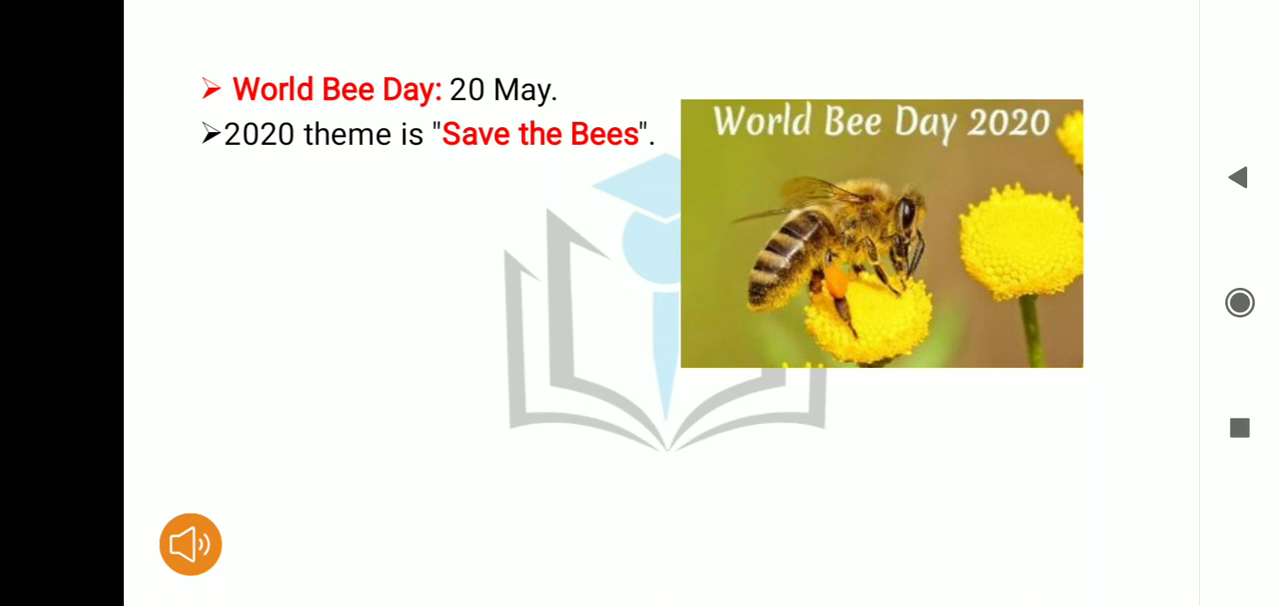 ➢ World Bee Day: 20 May.
➢2020 theme is "Save the Bees".
World Bee Day 2020